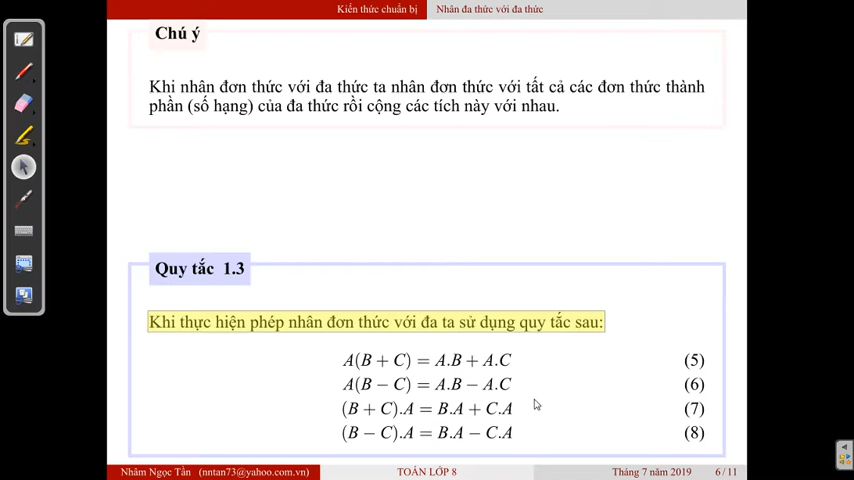 Kiến thức chuẩn bị Nhân đa thức với đa thức
Chú ý
Khi nhân đơn thức với đa thức ta nhân đơn thức với tất cả các đơn thức thành
phần (số hạng) của đa thức rồi cộng các tích này với nhau.
Quy tắc 1.3
Khi thực hiện phép nhân đơn thức với đa ta sử dụng quy tắc sau:
A(B + C) = A.B + A.C (5)
A(B − C) = A.B − A.C (6)
(B + C).A = B.A + C.A (7)
(B − C).A = B.A − C.A (8)
Nhâm Ngọc Tần (nntan73@yahoo.com.vn) TOÁN LỚP 8 Tháng 7 năm 2019 6 / 11